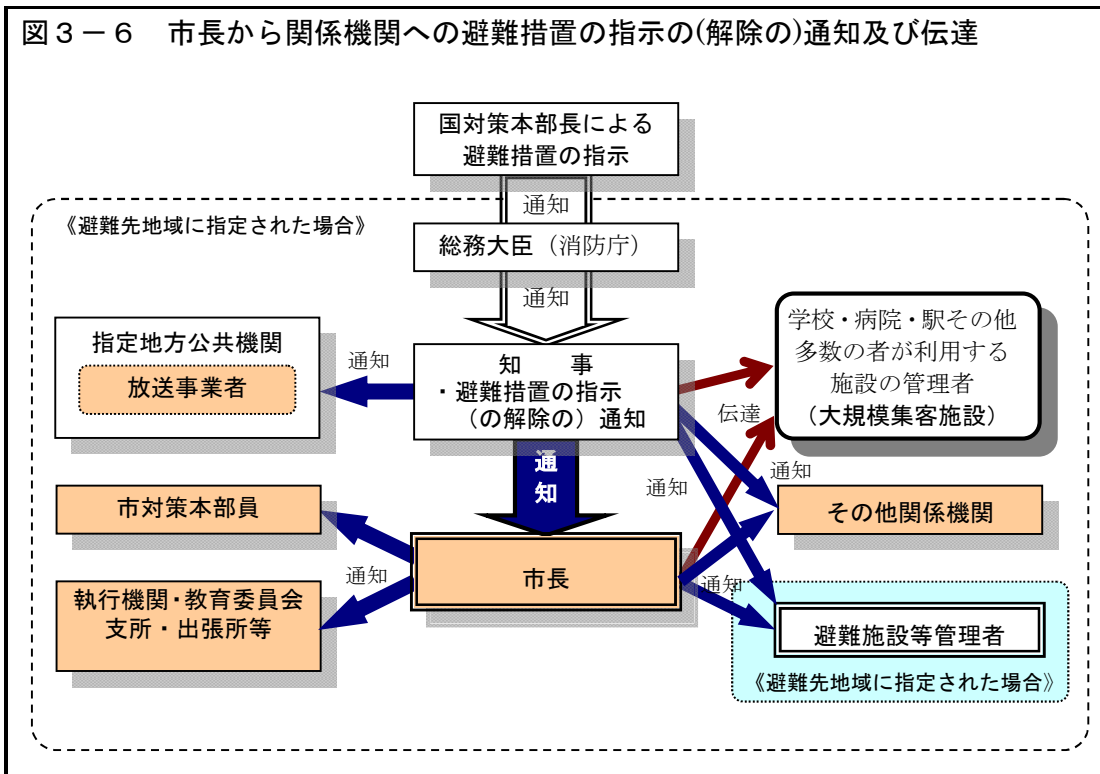 図3-6 市長から関係機関への避難措置の指示の(解除の)通知及び伝達
国対策本部長による
避難措置の指示
通知
《避難先地域に指定された場合》
総務大臣（消防庁）
通知
指定地方公共機関
放送事業者
通知
知　　事
・避難措置の指示
（の解除の）通知
学校・病院・駅その他
多数の者が利用する
施設の管理者
（大規模集客施設）
伝達
通知
通知
通知
市対策本部員
その他関係機関
市長
通知
通知
執行機関・教育委員会
支所・出張所等
避難施設等管理者
《避難先地域に指定された場合》